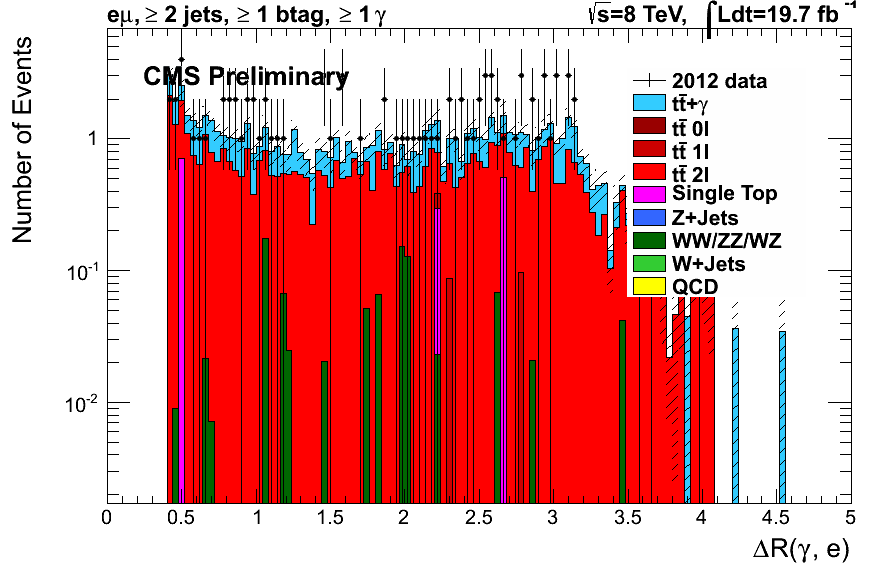 eμ, ≥ 2 jets, ≥ 1 btag, ≥ 1 γ
√s=8 TeV, ∫Ldt=19.7 fb⁻¹
CMS Preliminary
Number of Events
1
10⁻¹
10⁻²
2012 data
tt̄+γ
tt̄ 0l
tt̄ 1l
tt̄ 2l
Single Top
Z+Jets
WW/ZZ/WZ
W+Jets
QCD
0 0.5 1 1.5 2 2.5 3 3.5 4 4.5 5
ΔR(γ, e)